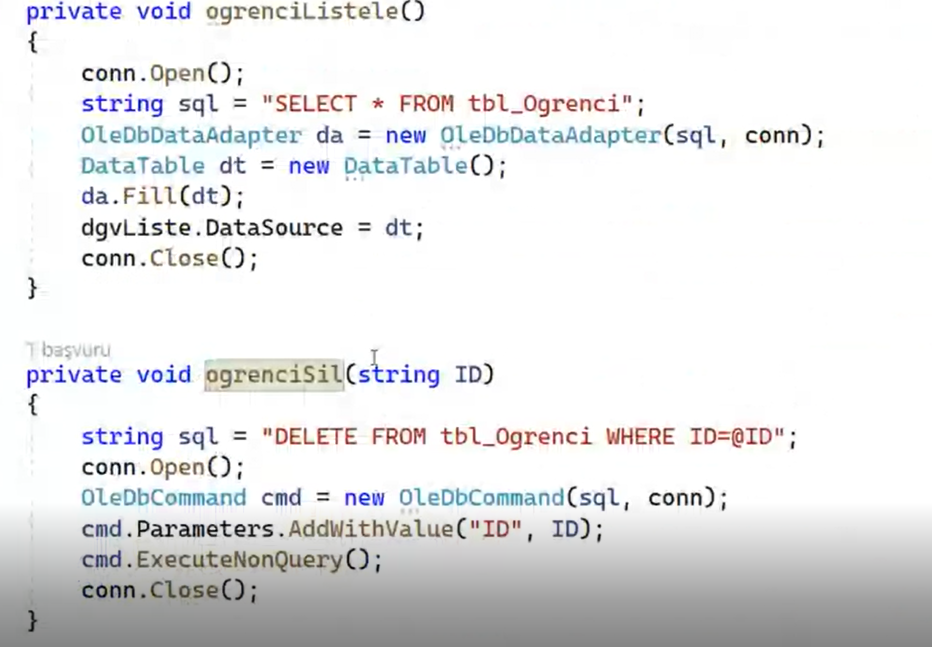 private void ogrenciListele()
{
conn.Open();
string sql = "SELECT * FROM tbl_Ogrenci";
OleDbDataAdapter da = new OleDbDataAdapter(sql, conn);
DataTable dt = new DataTable();
da.Fill(dt);
dgvListe.DataSource = dt;
conn.Close();
}
1 başvuru
private void ogrenciSil(string ID)
{
string sql = "DELETE FROM tbl_Ogrenci WHERE ID=@ID";
conn.Open();
OleDbCommand cmd = new OleDbCommand(sql, conn);
cmd.Parameters.AddWithValue("ID", ID);
cmd.ExecuteNonQuery();
conn.Close();
}